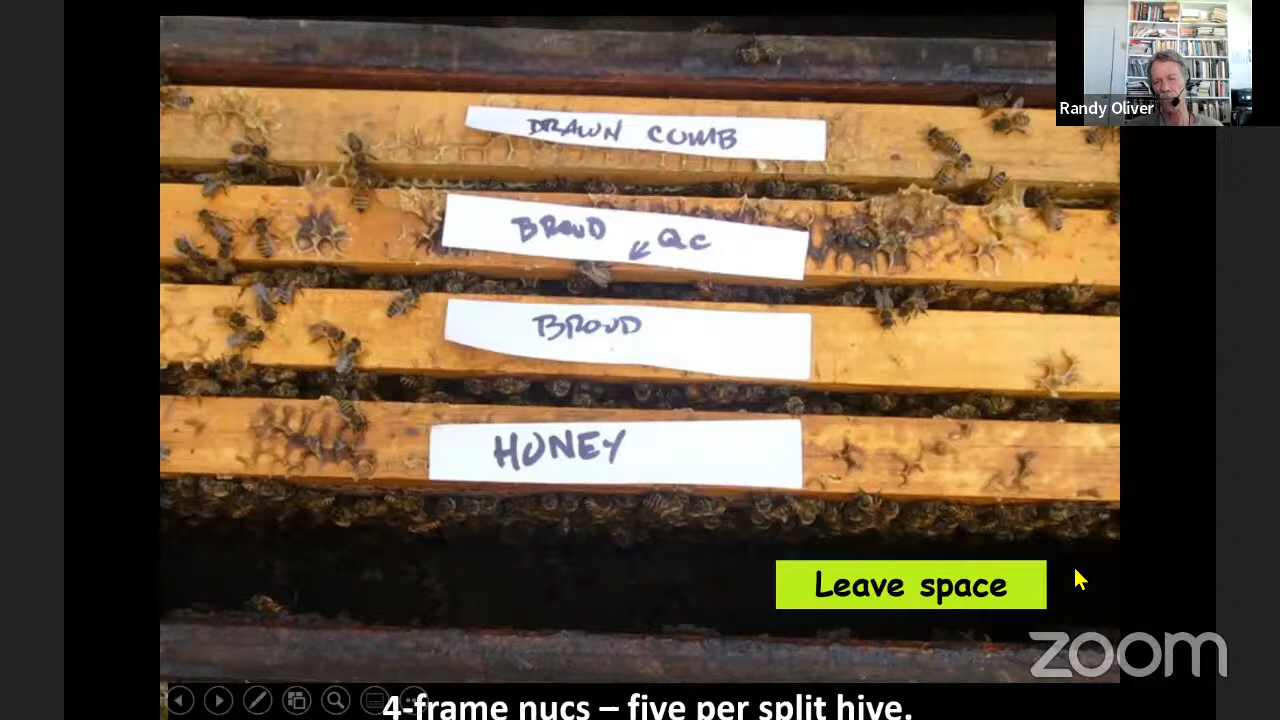 Randy Oliver
DRAWN COMB
BROOD QC
BROOD
HONEY
Leave space
zoom
4-frame nucs – five per split hive.